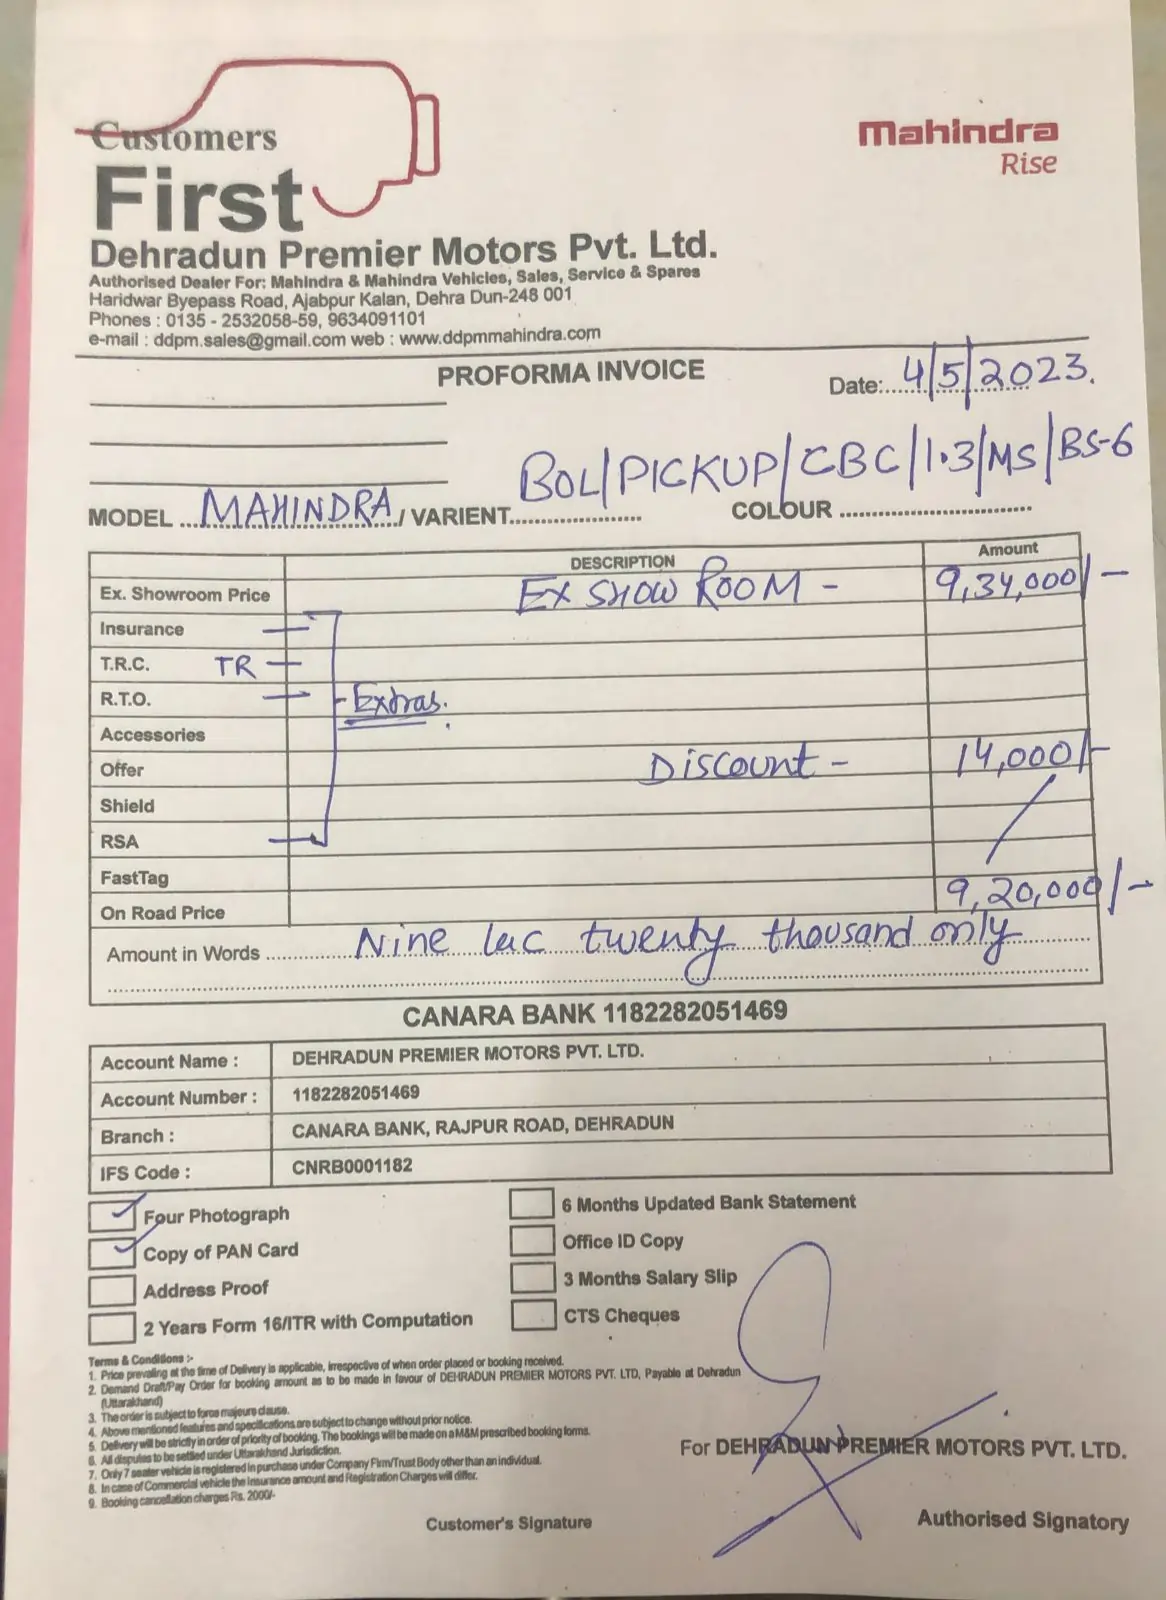 Customers
First
Mahindra
Rise
Dehradun Premier Motors Pvt. Ltd.
Authorised Dealer For: Mahindra & Mahindra Vehicles, Sales, Service & Spares
Haridwar Byepass Road, Ajabpur Kalan, Dehra Dun-248 001
Phones : 0135 - 2532058-59, 9634091101
e-mail : ddpm.sales@gmail.com web : www.ddpmmahindra.com
PROFORMA INVOICE
Date:..4/5/2023.
BOL/PICKUP/CBC/1.3/MS/BS-6
MODEL ...MAHINDRA../ VARIENT..................... COLOUR ..............................
DESCRIPTION Amount
Ex. Showroom Price EX SHOW ROOM - 9,34,000/-
Insurance
T.R.C. TR
R.T.O. Extras.
Accessories
Offer Discount - 14,000/-
Shield
RSA
FastTag
On Road Price 9,20,000/-
Amount in Words ..... Nine lac twenty thousand only
CANARA BANK 1182282051469
Account Name : DEHRADUN PREMIER MOTORS PVT. LTD.
Account Number : 1182282051469
Branch : CANARA BANK, RAJPUR ROAD, DEHRADUN
IFS Code : CNRB0001182
Four Photograph 6 Months Updated Bank Statement
Copy of PAN Card Office ID Copy
Address Proof 3 Months Salary Slip
2 Years Form 16/ITR with Computation CTS Cheques
Terms & Conditions :-
1. Price prevailing at the time of Delivery is applicable, irrespective of when order placed or booking received.
2. Demand Draft/Pay Order for booking amount as to be made in favour of DEHRADUN PREMIER MOTORS PVT. LTD, Payable at Dehradun
(Uttarakhand)
3. The order is subject to force majeure clause.
4. Above mentioned features and specifications are subject to change without prior notice.
5. Delivery will be strictly in order of priority of booking. The bookings will be made on a M&M prescribed booking forms.
6. All disputes to be settled under Uttarakhand Jurisdiction.
7. Only 7 seater vehicle is registered in purchase under Company Firm/Trust Body other than an individual.
8. In case of Commercial vehicle the Insurance amount and Registration Charges will differ.
9. Booking cancellation charges Rs. 2000/-
For DEHRADUN PREMIER MOTORS PVT. LTD.
Customer's Signature Authorised Signatory